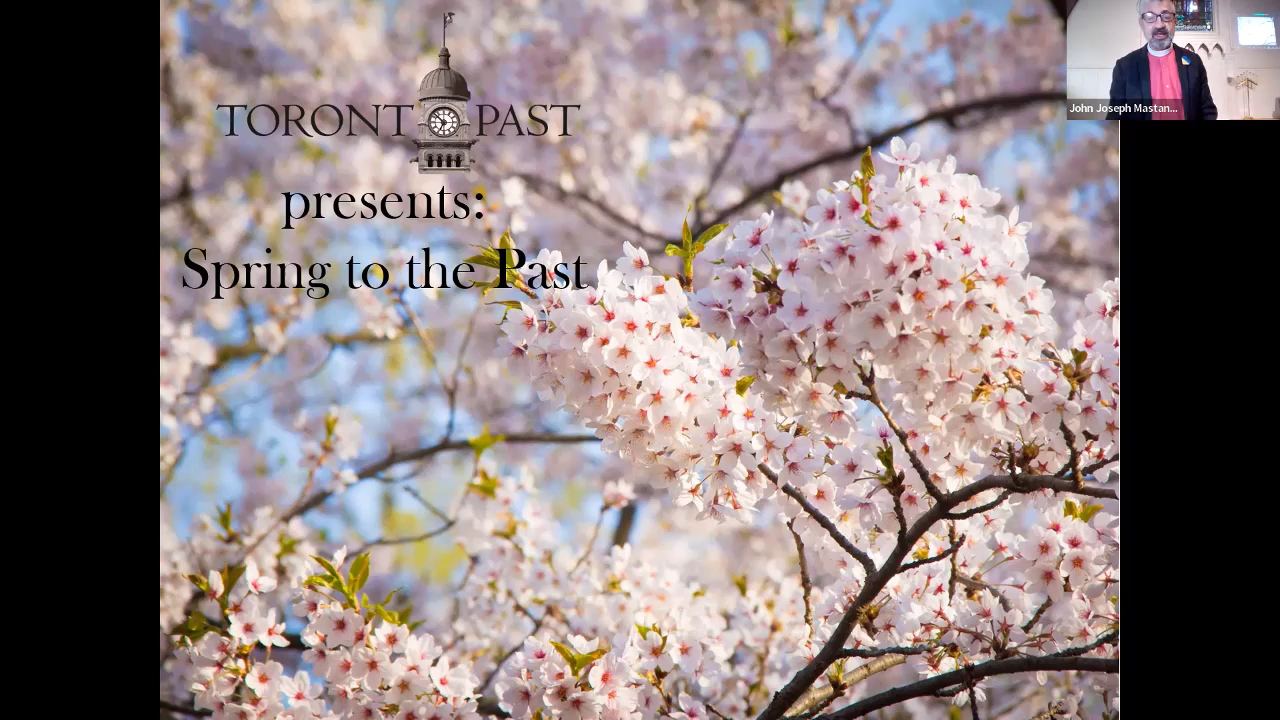 TORONTO PAST
presents:
Spring to the Past
John Joseph Mastan...